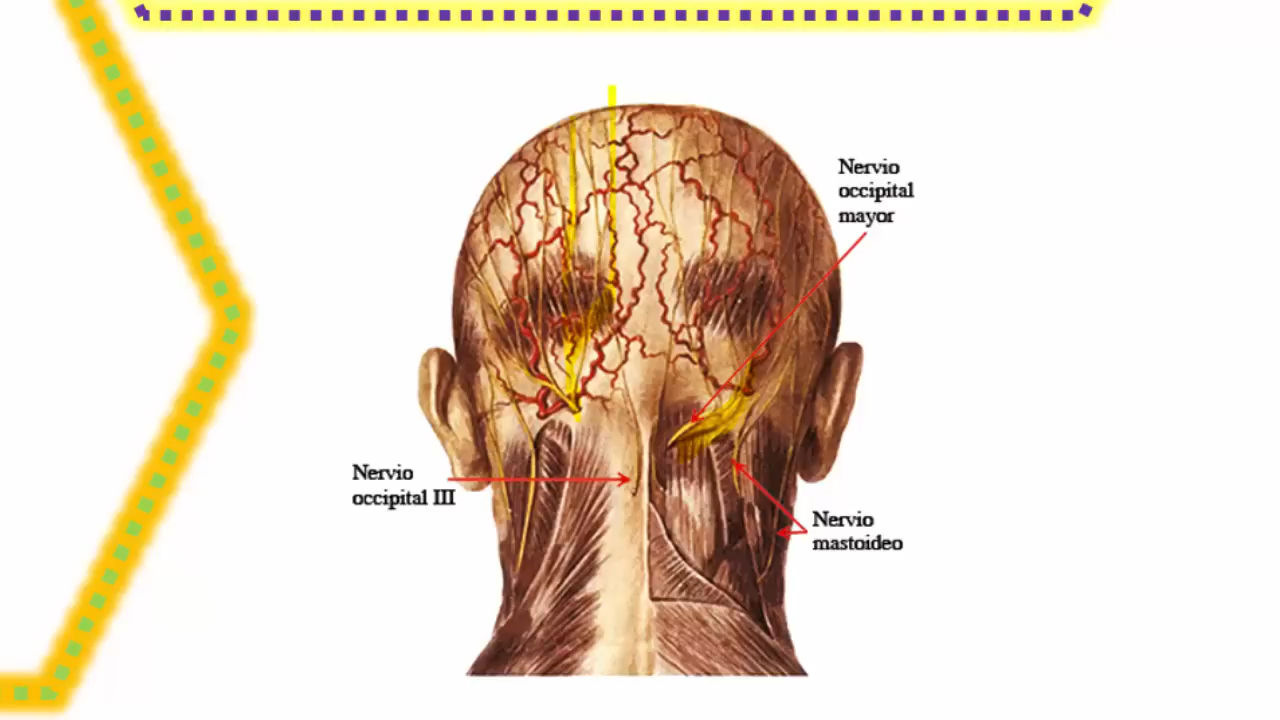 Nervio
occipital
mayor
Nervio
occipital III
Nervio
mastoideo